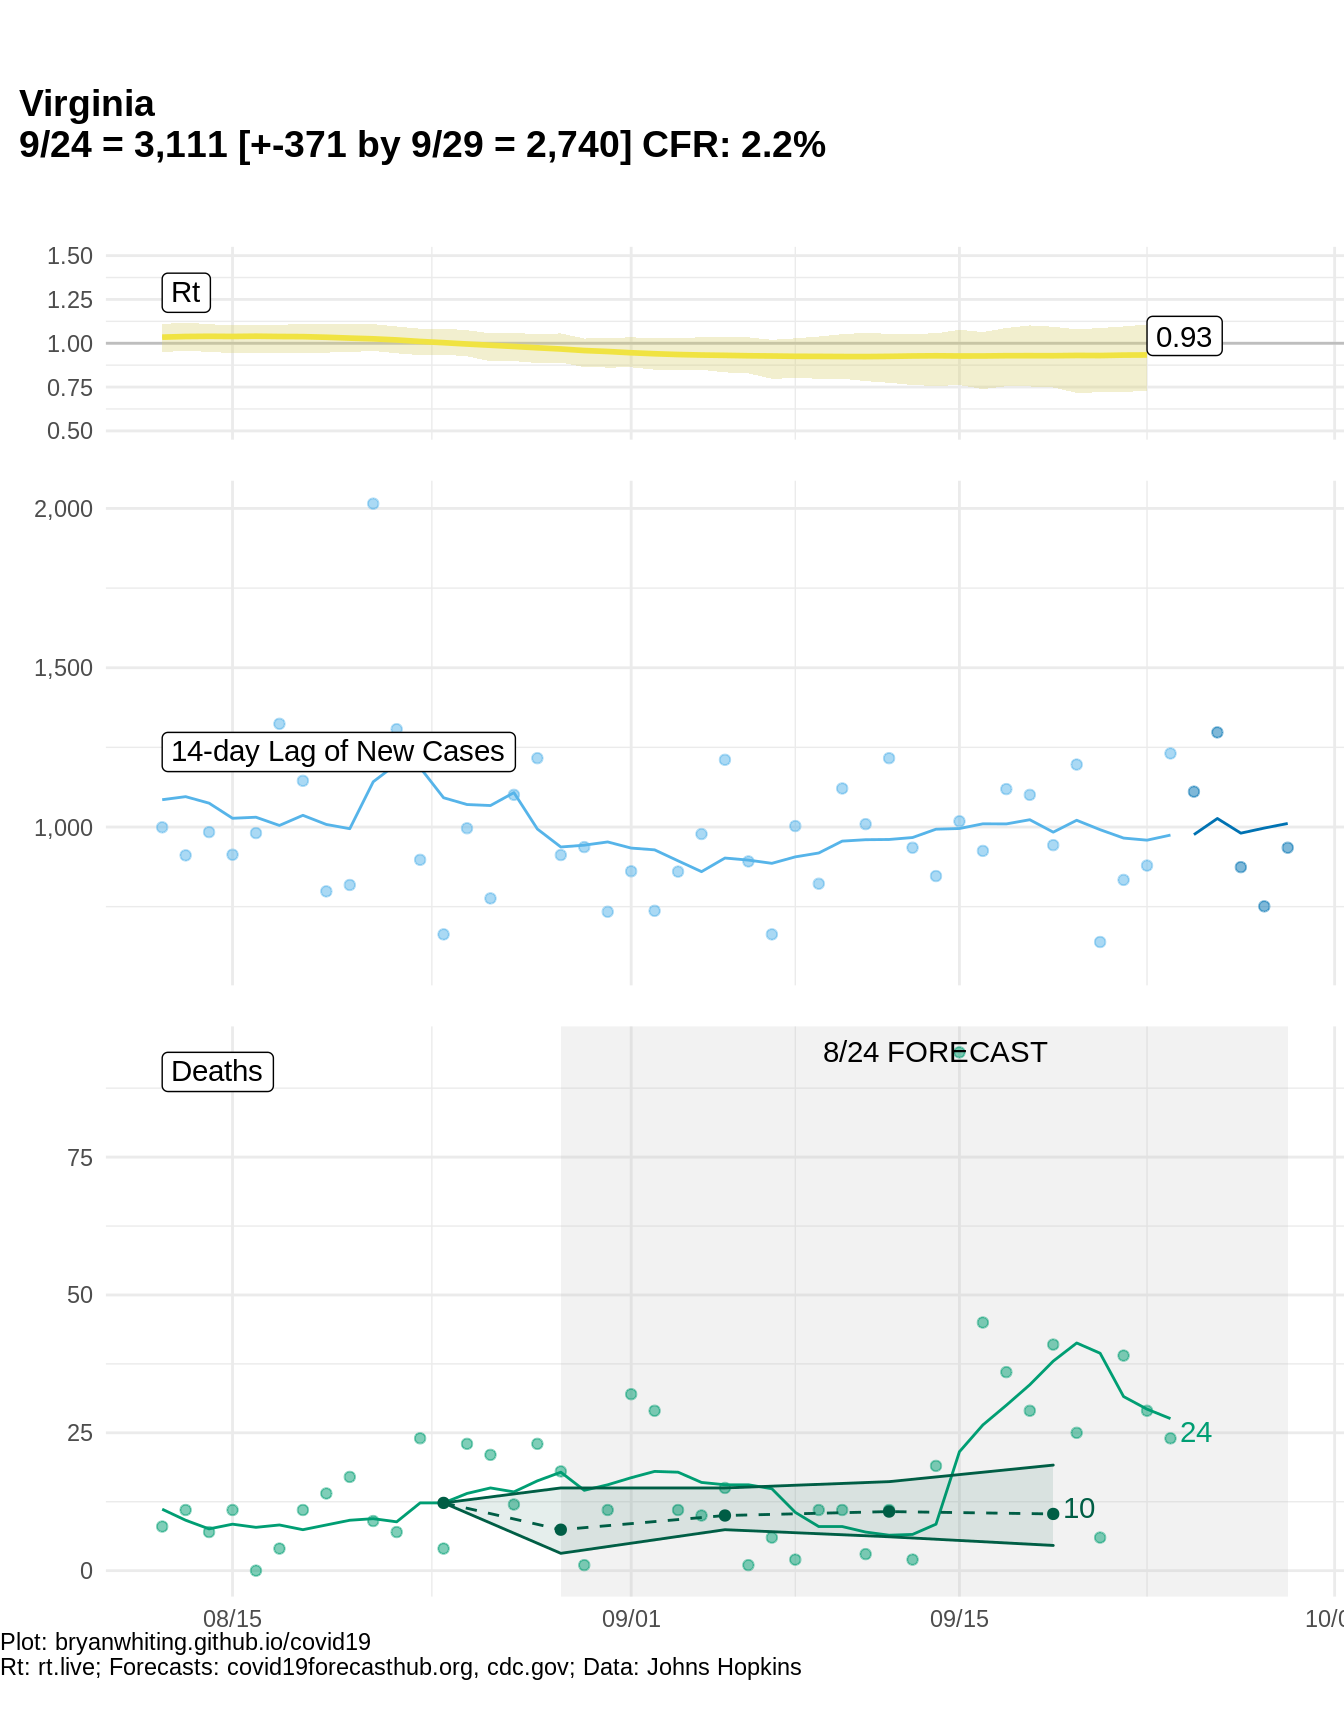 Virginia
9/24 = 3,111 [+-371 by 9/29 = 2,740] CFR: 2.2%
1.50
1.25
1.00
0.75
0.50
Rt
0.93
2,000
1,500
1,000
14-day Lag of New Cases
Deaths
8/24 FORECAST
75
50
25
0
24
10
08/15 09/01 09/15 10/0
Plot: bryanwhiting.github.io/covid19
Rt: rt.live; Forecasts: covid19forecasthub.org, cdc.gov; Data: Johns Hopkins